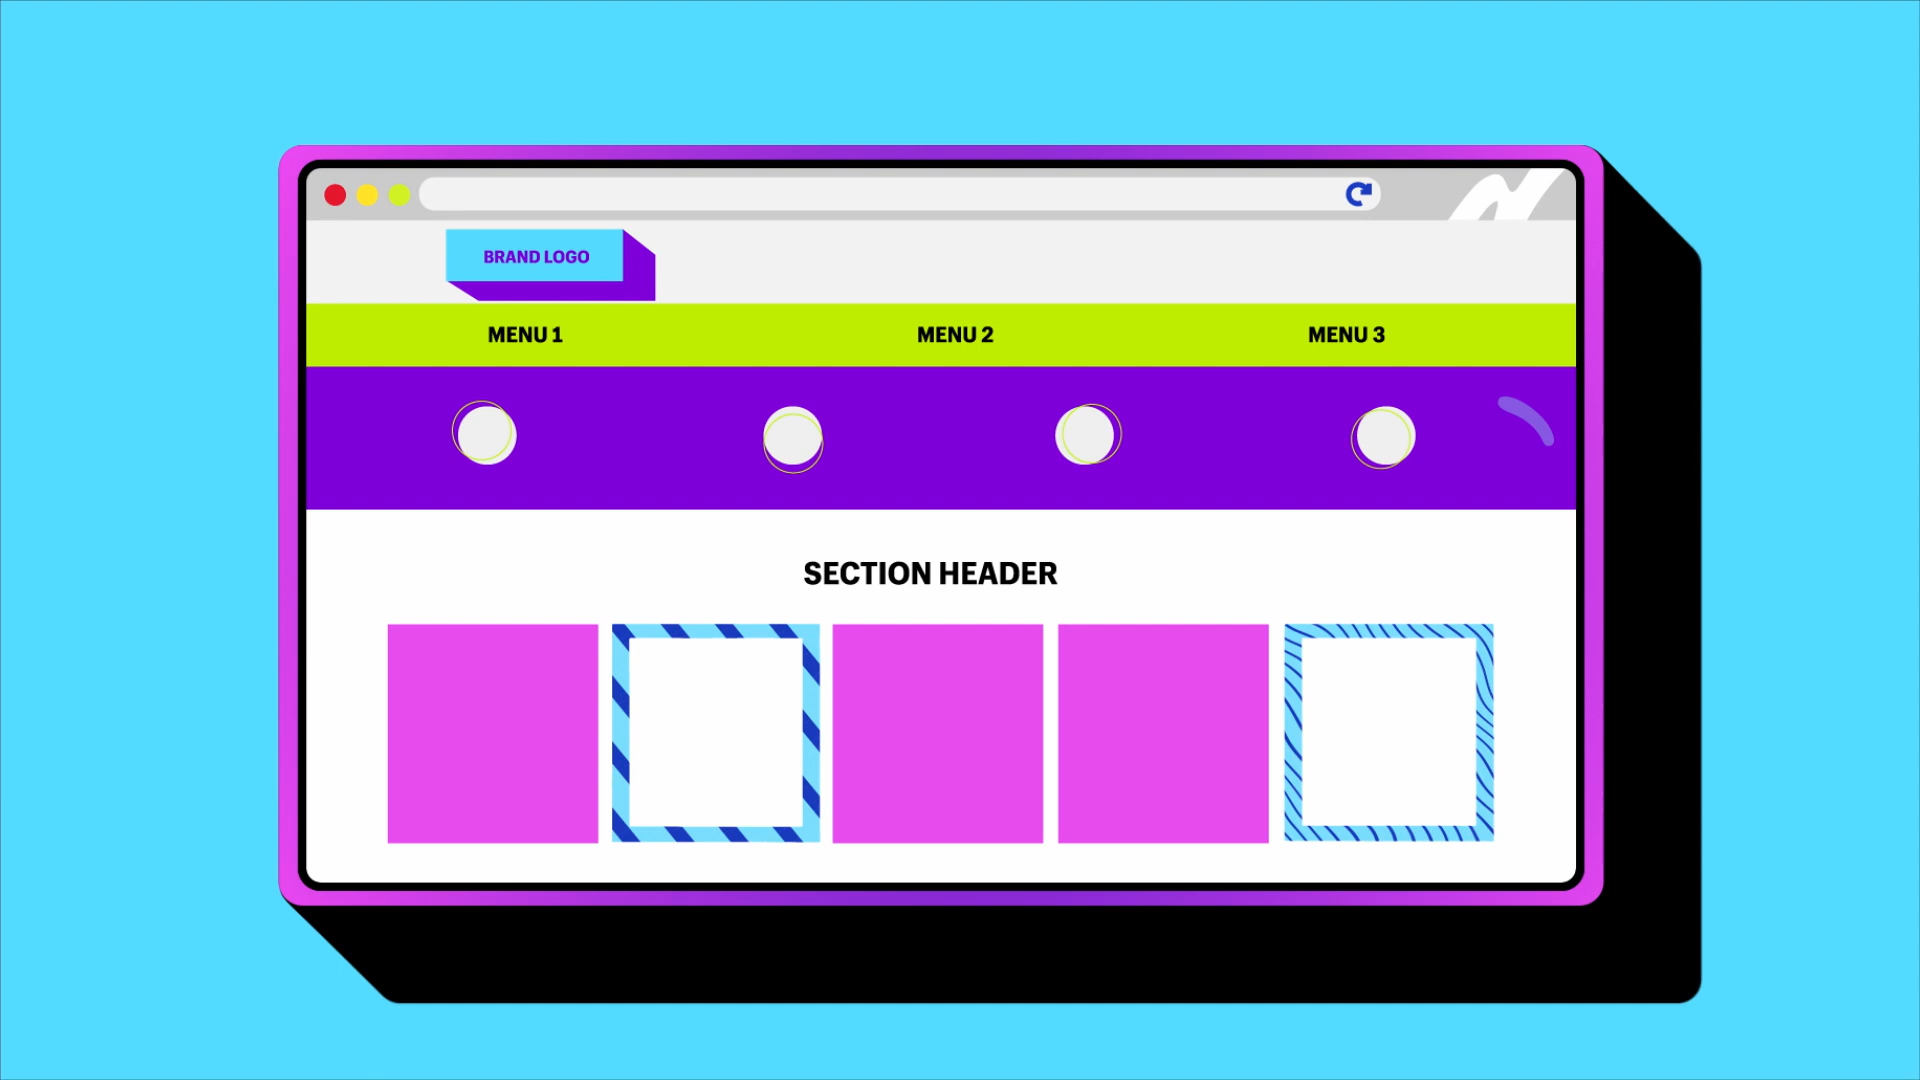 BRAND LOGO
MENU 1
MENU 2
MENU 3
SECTION HEADER